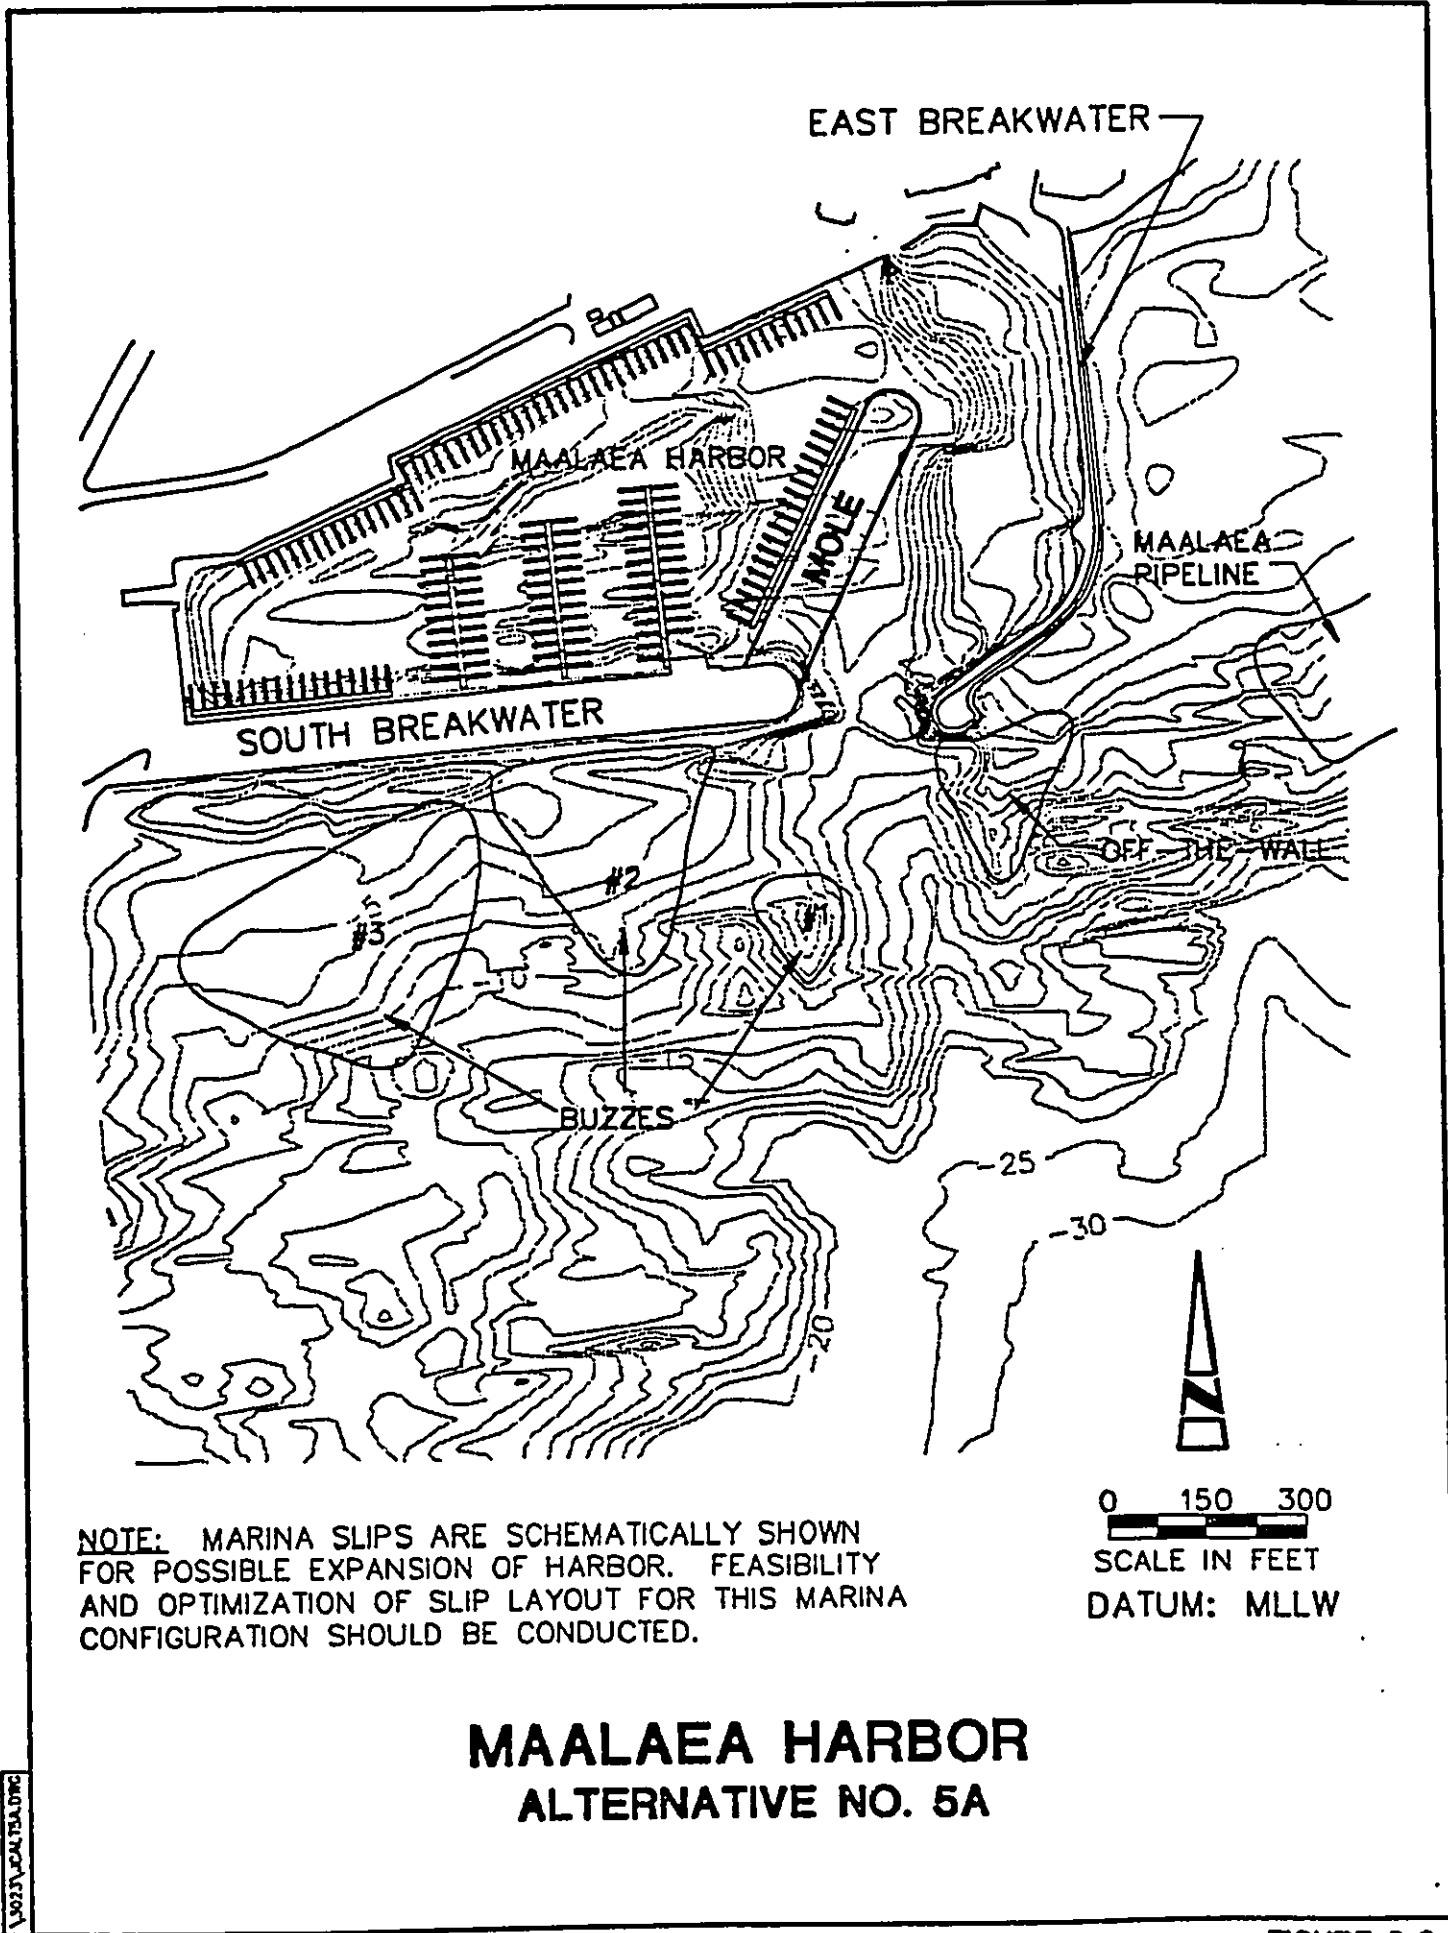 EAST BREAKWATER
MAALAEA HARBOR
MOLE
MAALAEA
PIPELINE
SOUTH BREAKWATER
OFF THE WALL
#2
#1
#3
BUZZES
-25
-30
-20
N
0 150 300
SCALE IN FEET
DATUM: MLLW
NOTE: MARINA SLIPS ARE SCHEMATICALLY SHOWN
FOR POSSIBLE EXPANSION OF HARBOR. FEASIBILITY
AND OPTIMIZATION OF SLIP LAYOUT FOR THIS MARINA
CONFIGURATION SHOULD BE CONDUCTED.
MAALAEA HARBOR
ALTERNATIVE NO. 5A